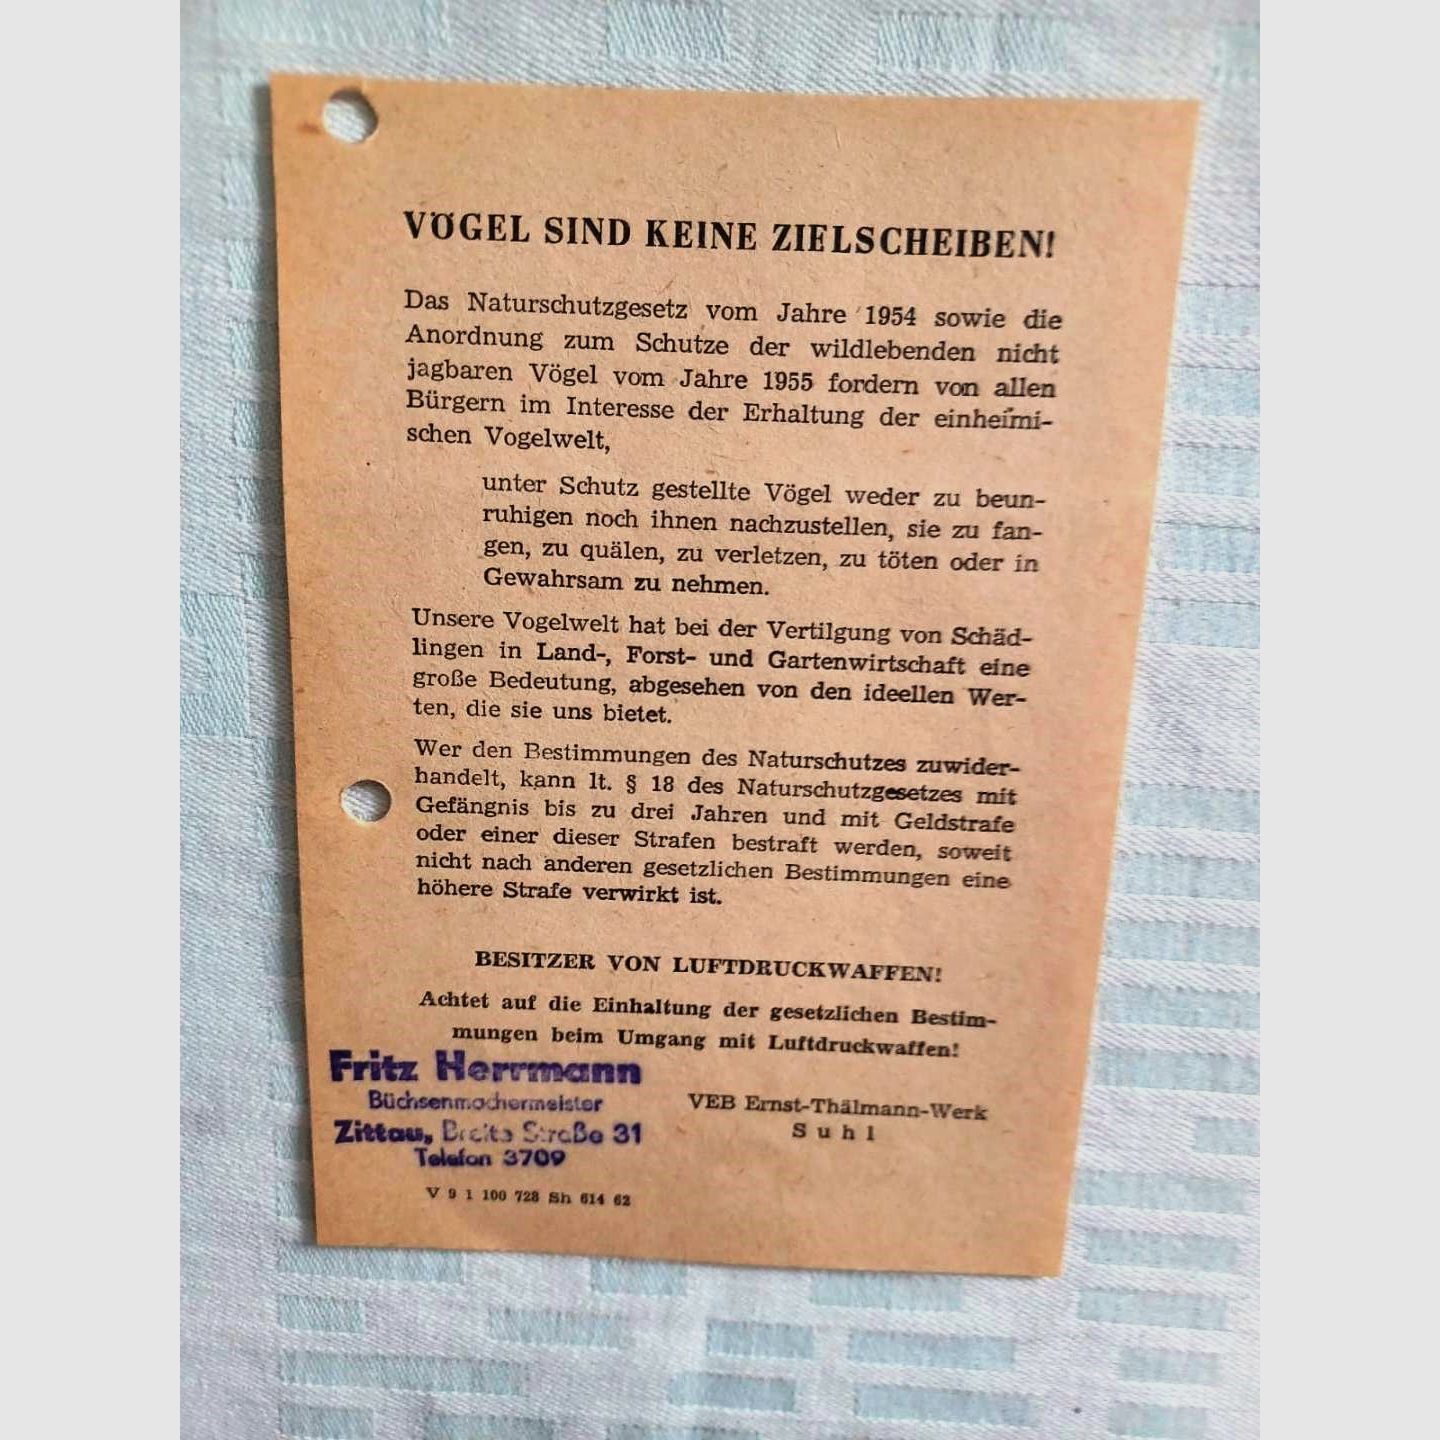 VÖGEL SIND KEINE ZIELSCHEIBEN!
Das Naturschutzgesetz vom Jahre 1954 sowie die
Anordnung zum Schutze der wildlebenden nicht
jagbaren Vögel vom Jahre 1955 fordern von allen
Bürgern im Interesse der Erhaltung der einheimi-
schen Vogelwelt,
unter Schutz gestellte Vögel weder zu beun-
ruhigen noch ihnen nachzustellen, sie zu fan-
gen, zu quälen, zu verletzen, zu töten oder in
Gewahrsam zu nehmen.
Unsere Vogelwelt hat bei der Vertilgung von Schäd-
lingen in Land-, Forst- und Gartenwirtschaft eine
große Bedeutung, abgesehen von den ideellen Wer-
ten, die sie uns bietet.
Wer den Bestimmungen des Naturschutzes zuwider-
handelt, kann lt. § 18 des Naturschutzgesetzes mit
Gefängnis bis zu drei Jahren und mit Geldstrafe
oder einer dieser Strafen bestraft werden, soweit
nicht nach anderen gesetzlichen Bestimmungen eine
höhere Strafe verwirkt ist.
BESITZER VON LUFTDRUCKWAFFEN!
Achtet auf die Einhaltung der gesetzlichen Bestim-
mungen beim Umgang mit Luftdruckwaffen!
Fritz Herrmann
Büchsenmachermeister
Zittau, Breite Straße 31
Telefon 3709
VEB Ernst-Thälmann-Werk
Suhl
V 9 1 100 728 Sh 614 62